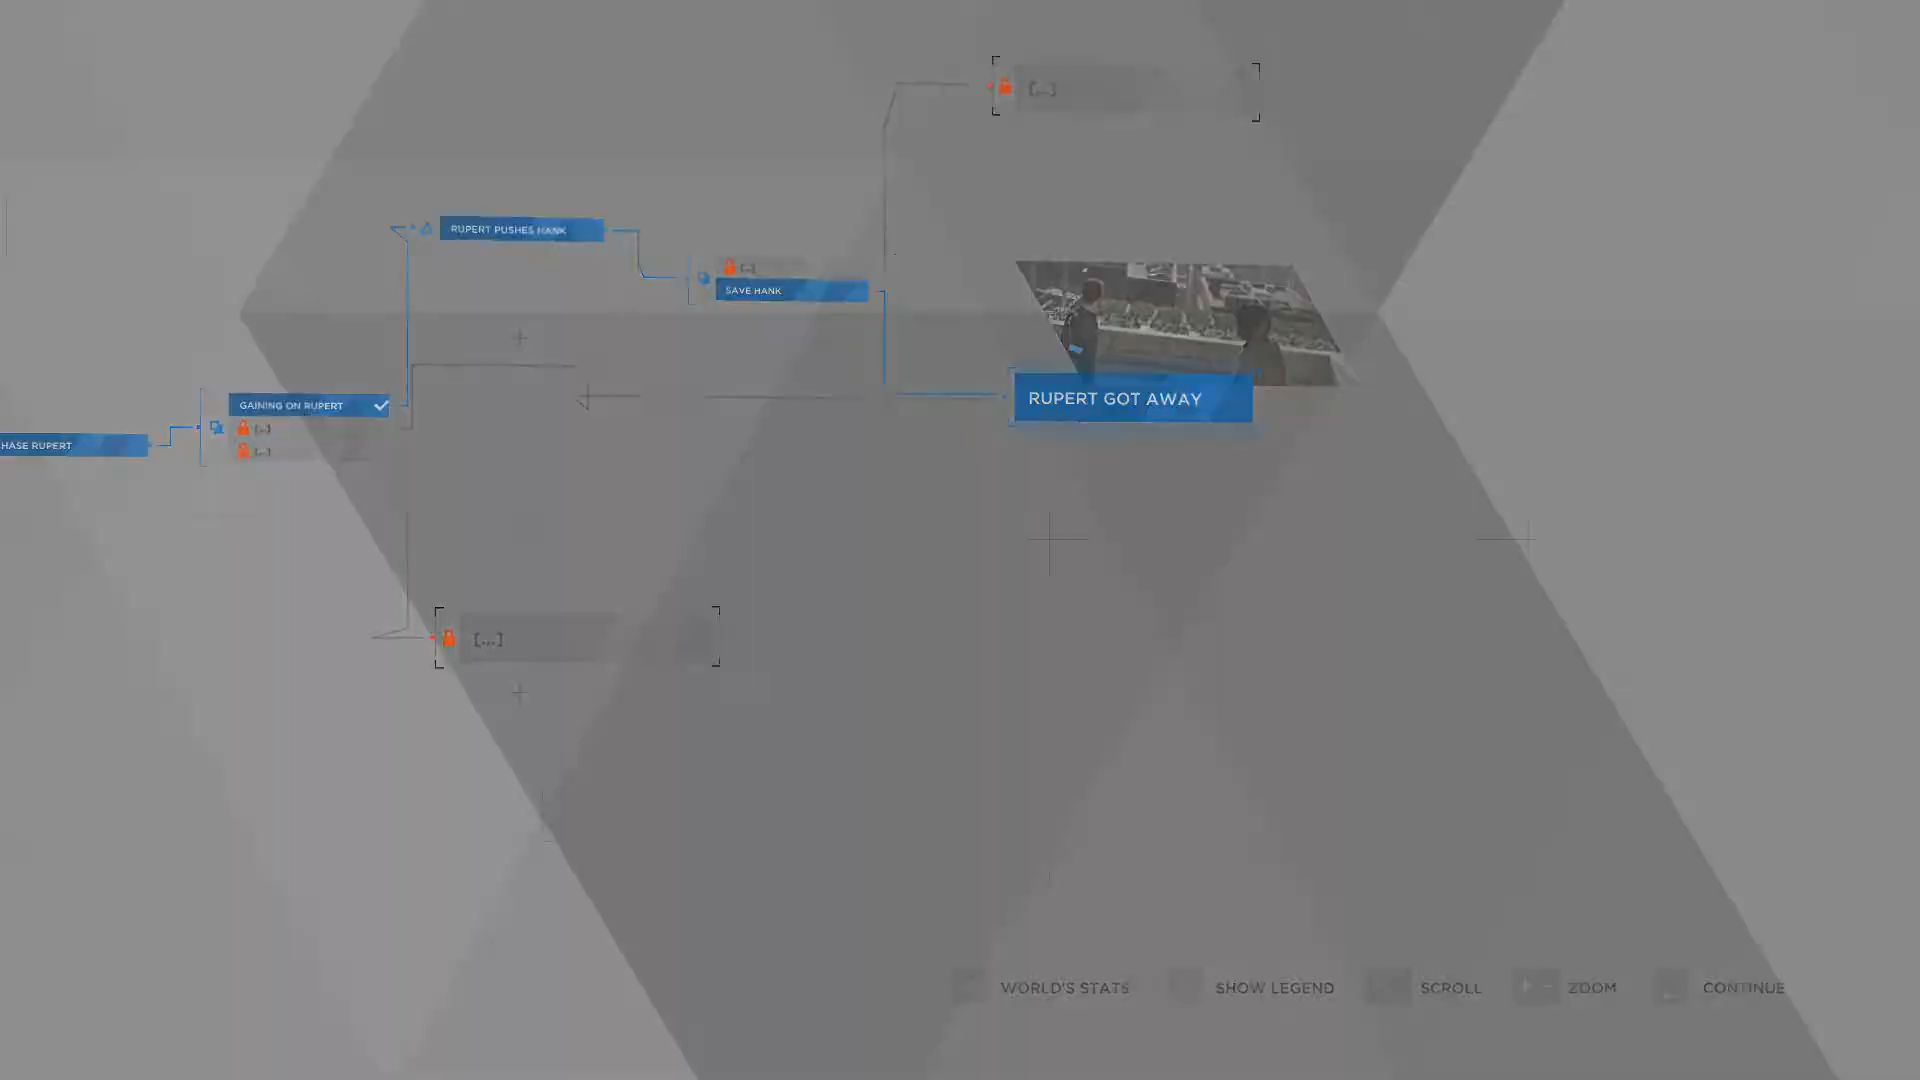 [...]
RUPERT PUSHES HANK
[...]
SAVE HANK
RUPERT GOT AWAY
GAINING ON RUPERT
[...]
[...]
HASE RUPERT
[...]
WORLD'S STATS
SHOW LEGEND
SCROLL
ZOOM
CONTINUE